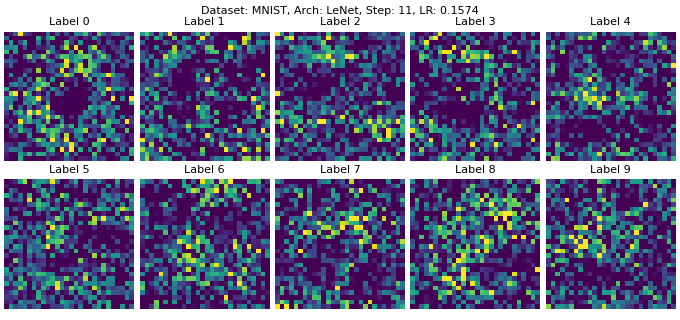 Dataset: MNIST, Arch: LeNet, Step: 11, LR: 0.1574
Label 0 Label 1 Label 2 Label 3 Label 4
Label 5 Label 6 Label 7 Label 8 Label 9